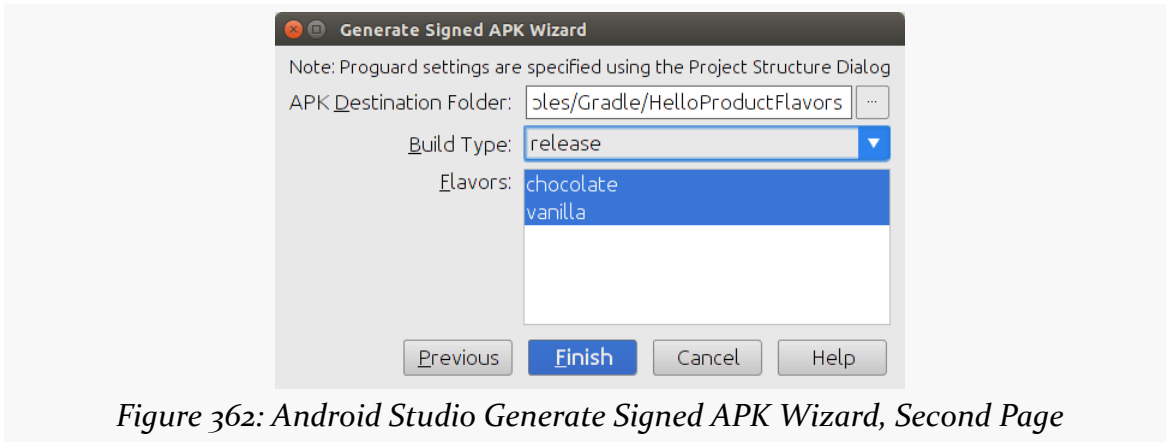 Generate Signed APK Wizard
Note: Proguard settings are specified using the Project Structure Dialog
APK Destination Folder: ples/Gradle/HelloProductFlavors ...
Build Type: release
Flavors: chocolate
vanilla
Previous Finish Cancel Help
Figure 362: Android Studio Generate Signed APK Wizard, Second Page